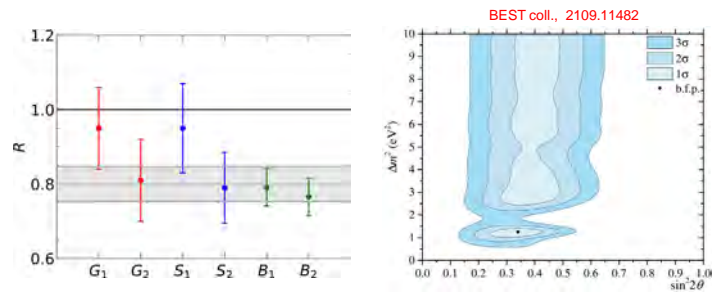 BEST coll., 2109.11482
1.2
1.0
0.8
0.6
R
G₁ G₂ S₁ S₂ B₁ B₂
10
9
8
7
6
5
4
3
2
1
0
Δm² (eV²)
3σ
2σ
1σ
b.f.p.
0.0 0.1 0.2 0.3 0.4 0.5 0.6 0.7 0.8 0.9 1.0
sin²2θ